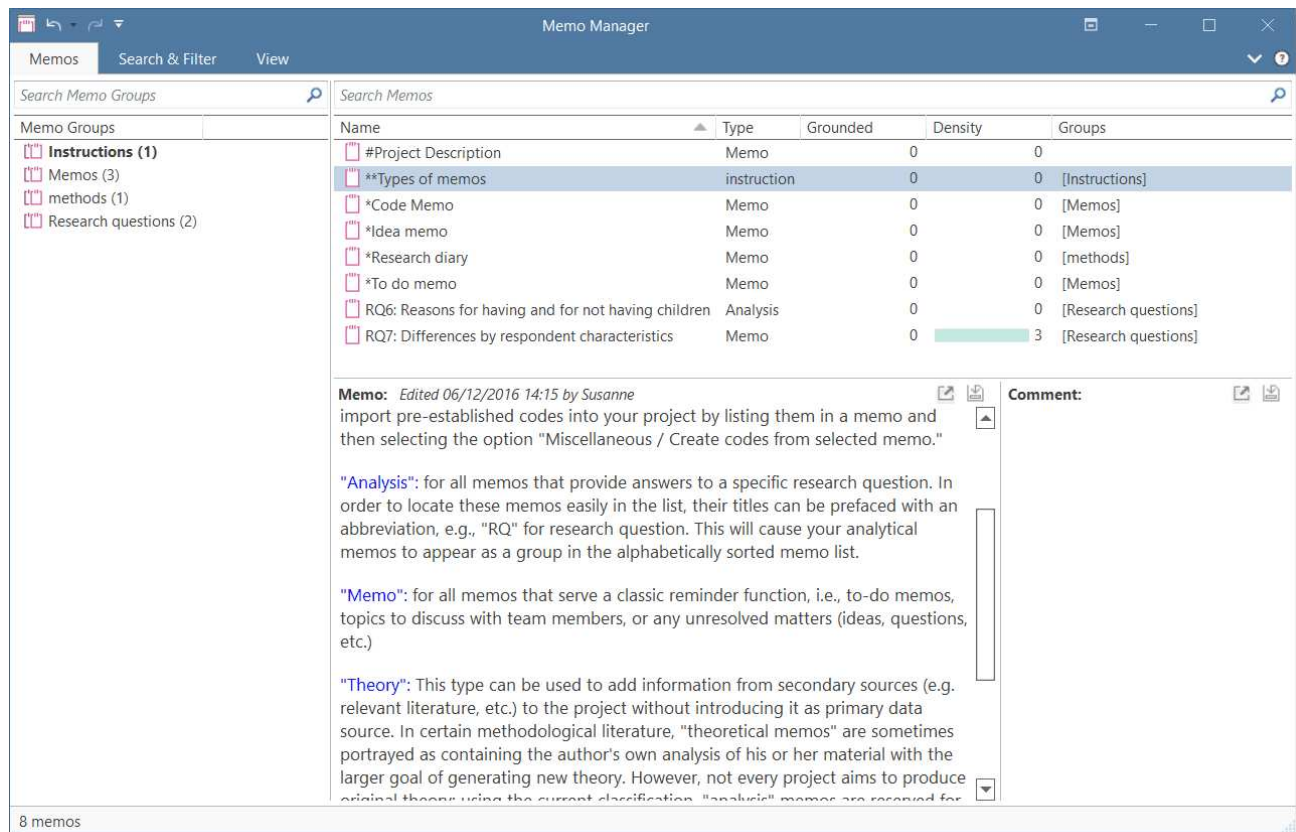 Memo Manager
Memos Search & Filter View
Search Memo Groups
Memo Groups
Instructions (1)
Memos (3)
methods (1)
Research questions (2)
Search Memos
Name Type Grounded Density Groups
#Project Description Memo 0 0
**Types of memos instruction 0 0 [Instructions]
*Code Memo Memo 0 0 [Memos]
*Idea memo Memo 0 0 [Memos]
*Research diary Memo 0 0 [methods]
*To do memo Memo 0 0 [Memos]
RQ6: Reasons for having and for not having children Analysis 0 0 [Research questions]
RQ7: Differences by respondent characteristics Memo 0 3 [Research questions]
Memo: Edited 06/12/2016 14:15 by Susanne
import pre-established codes into your project by listing them in a memo and
then selecting the option "Miscellaneous / Create codes from selected memo."
"Analysis": for all memos that provide answers to a specific research question. In
order to locate these memos easily in the list, their titles can be prefaced with an
abbreviation, e.g., "RQ" for research question. This will cause your analytical
memos to appear as a group in the alphabetically sorted memo list.
"Memo": for all memos that serve a classic reminder function, i.e., to-do memos,
topics to discuss with team members, or any unresolved matters (ideas, questions,
etc.)
"Theory": This type can be used to add information from secondary sources (e.g.
relevant literature, etc.) to the project without introducing it as primary data
source. In certain methodological literature, "theoretical memos" are sometimes
portrayed as containing the author's own analysis of his or her material with the
larger goal of generating new theory. However, not every project aims to produce
original theory; using the current classification, "analysis" memos are reserved for
Comment:
8 memos